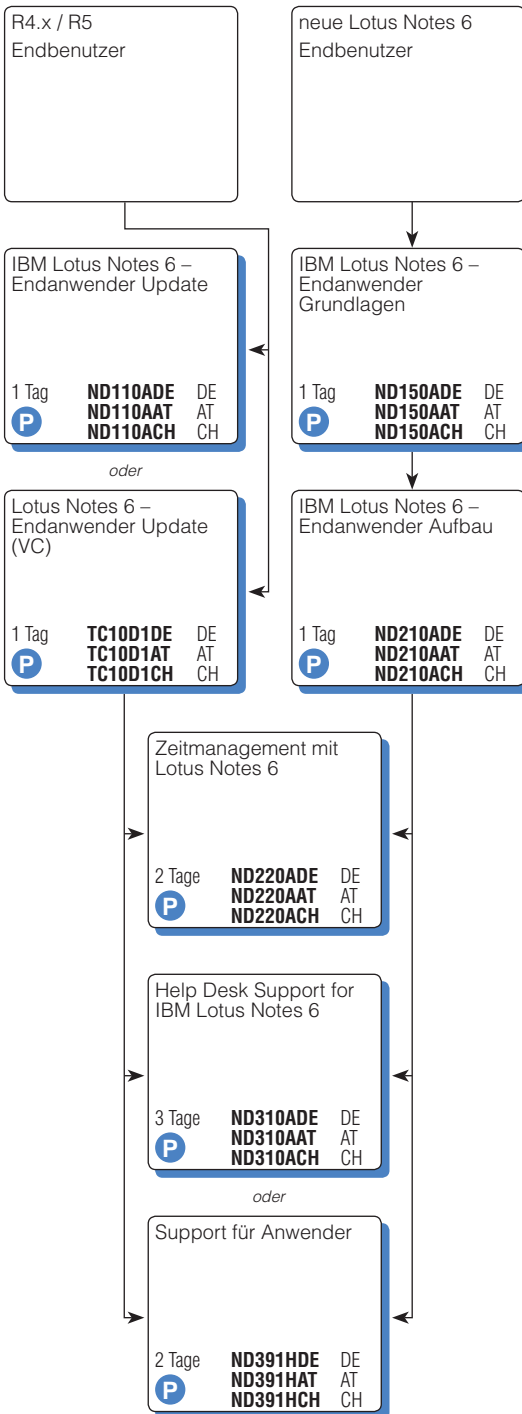 R4.x / R5
Endbenutzer
neue Lotus Notes 6
Endbenutzer
IBM Lotus Notes 6 –
Endanwender Update
1 Tag ND110ADE DE
P ND110AAT AT
ND110ACH CH
IBM Lotus Notes 6 –
Endanwender
Grundlagen
1 Tag ND150ADE DE
P ND150AAT AT
ND150ACH CH
oder
Lotus Notes 6 –
Endanwender Update
(VC)
1 Tag TC10D1DE DE
P TC10D1AT AT
TC10D1CH CH
IBM Lotus Notes 6 –
Endanwender Aufbau
1 Tag ND210ADE DE
P ND210AAT AT
ND210ACH CH
Zeitmanagement mit
Lotus Notes 6
2 Tage ND220ADE DE
P ND220AAT AT
ND220ACH CH
Help Desk Support for
IBM Lotus Notes 6
3 Tage ND310ADE DE
P ND310AAT AT
ND310ACH CH
oder
Support für Anwender
2 Tage ND391HDE DE
P ND391HAT AT
ND391HCH CH